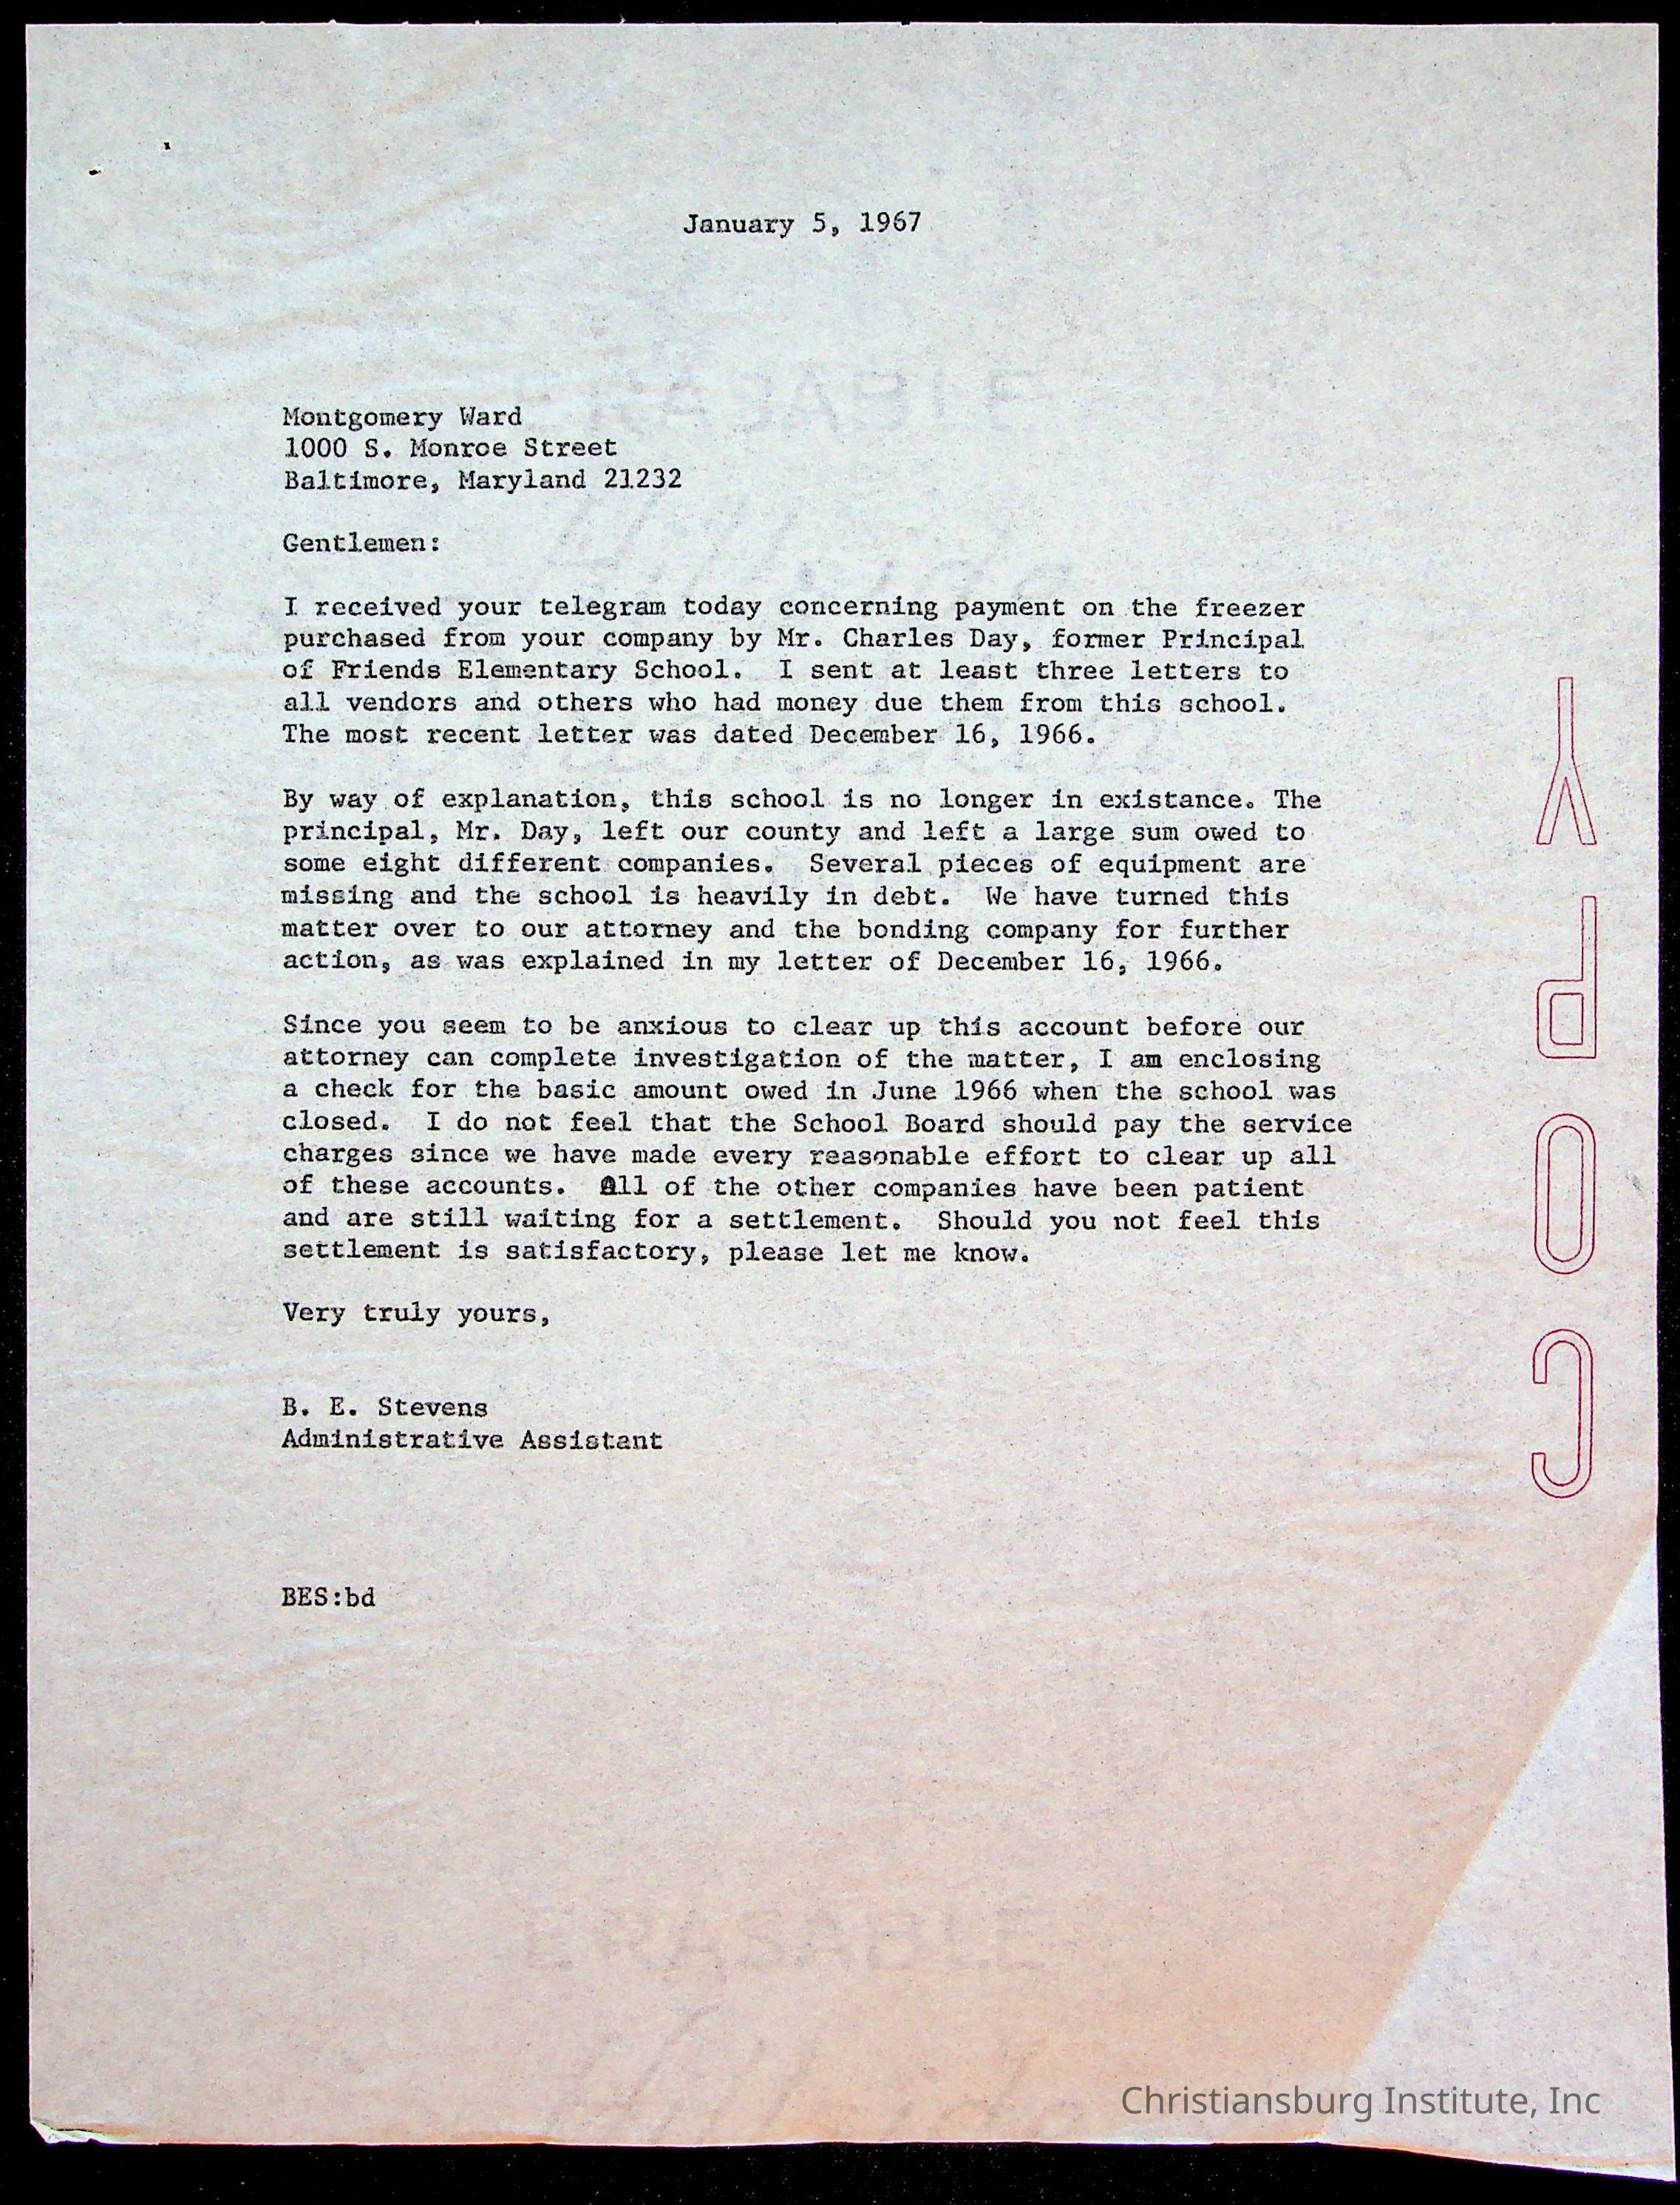 January 5, 1967
Montgomery Ward
1000 S. Monroe Street
Baltimore, Maryland 21232
Gentlemen:
I received your telegram today concerning payment on the freezer
purchased from your company by Mr. Charles Day, former Principal
of Friends Elementary School.  I sent at least three letters to
all vendors and others who had money due them from this school.
The most recent letter was dated December 16, 1966.
By way of explanation, this school is no longer in existance. The
principal, Mr. Day, left our county and left a large sum owed to
some eight different companies.  Several pieces of equipment are
missing and the school is heavily in debt.  We have turned this
matter over to our attorney and the bonding company for further
action, as was explained in my letter of December 16, 1966.
Since you seem to be anxious to clear up this account before our
attorney can complete investigation of the matter, I am enclosing
a check for the basic amount owed in June 1966 when the school was
closed.  I do not feel that the School Board should pay the service
charges since we have made every reasonable effort to clear up all
of these accounts.  All of the other companies have been patient
and are still waiting for a settlement.  Should you not feel this
settlement is satisfactory, please let me know.
Very truly yours,
B. E. Stevens
Administrative Assistant
BES:bd
COPY
ERASABLE
Christiansburg Institute, Inc